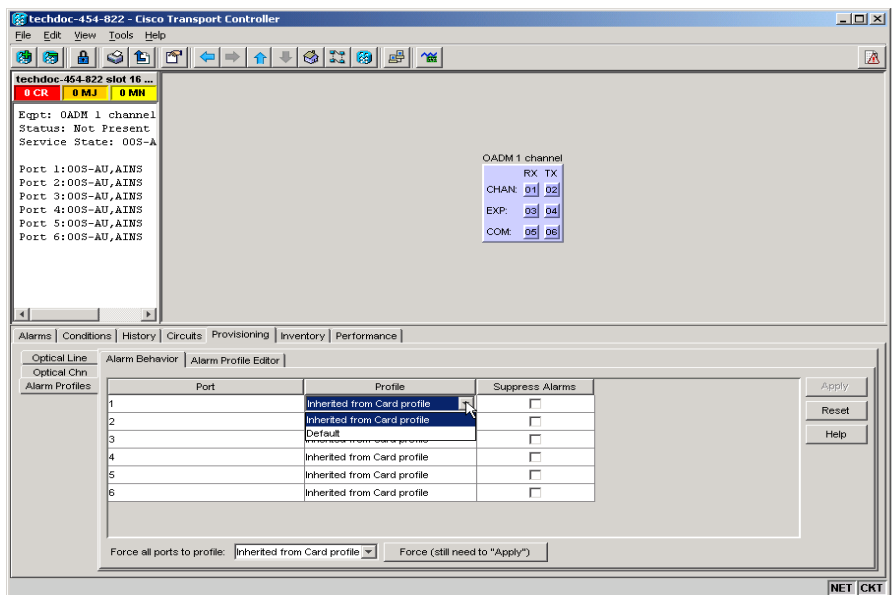 techdoc-454-822 - Cisco Transport Controller
File Edit View Tools Help
techdoc-454-822 slot 16 ...
0 CR 0 MJ 0 MN
Eqpt: OADM 1 channel
Status: Not Present
Service State: OOS-A
Port 1:OOS-AU,AINS
Port 2:OOS-AU,AINS
Port 3:OOS-AU,AINS
Port 4:OOS-AU,AINS
Port 5:OOS-AU,AINS
Port 6:OOS-AU,AINS
OADM 1 channel
RX TX
CHAN: 01 02
EXP: 03 04
COM: 05 06
Alarms Conditions History Circuits Provisioning Inventory Performance
Optical Line
Optical Chn
Alarm Profiles
Alarm Behavior Alarm Profile Editor
Port Profile Suppress Alarms
1 Inherited from Card profile
2 Inherited from Card profile
Default
3 Inherited from Card profile
4 Inherited from Card profile
5 Inherited from Card profile
6 Inherited from Card profile
Apply
Reset
Help
Force all ports to profile: Inherited from Card profile Force (still need to "Apply")
NET CKT